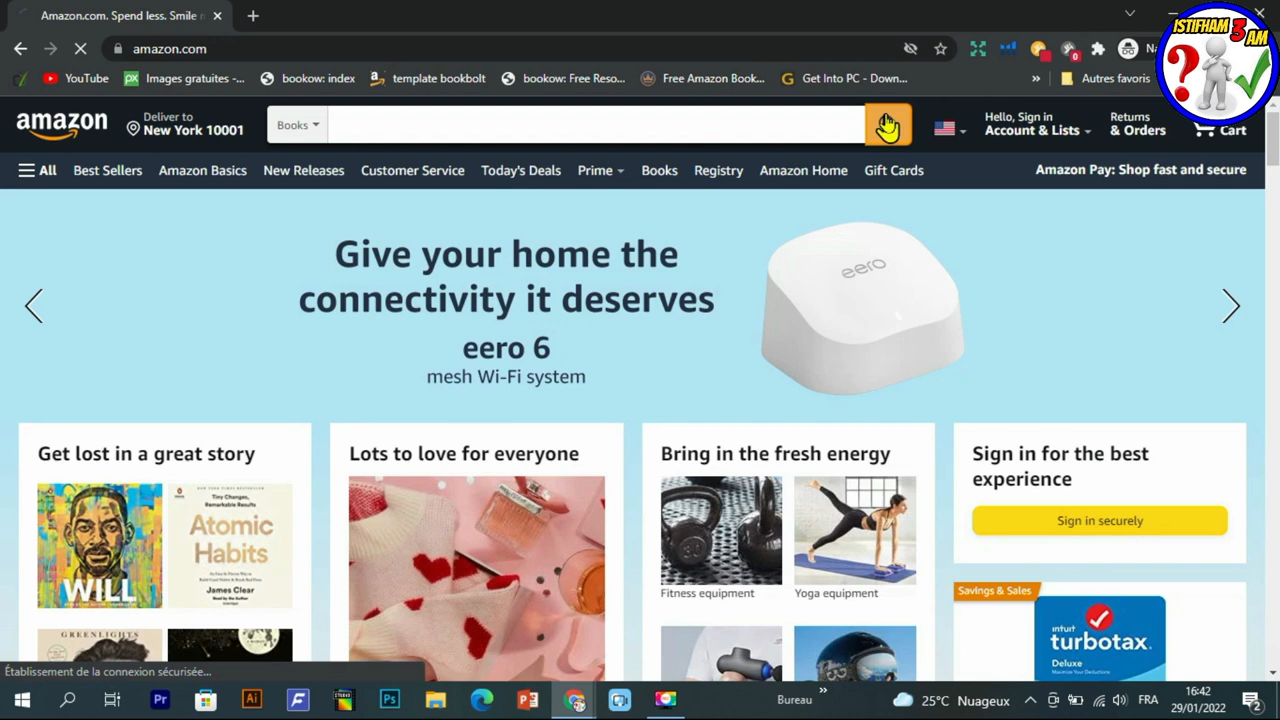 Amazon.com. Spend less. Smile m
ISTIFHAM 3 AM
amazon.com
YouTube
Images gratuites -...
bookow: index
template bookbolt
bookow: Free Reso...
Free Amazon Book...
Get Into PC - Down...
»
Autres favoris
amazon
Deliver to
New York 10001
Books
Hello, Sign in
Account & Lists
Returns
& Orders
Cart
All
Best Sellers
Amazon Basics
New Releases
Customer Service
Today's Deals
Prime
Books
Registry
Amazon Home
Gift Cards
Amazon Pay: Shop fast and secure
Give your home the
connectivity it deserves
eero 6
mesh Wi-Fi system
eero
Get lost in a great story
Lots to love for everyone
Bring in the fresh energy
Sign in for the best
experience
Sign in securely
WILL
Tiny Changes,
Remarkable Results
Atomic
Habits
James Clear
GREENLIGHTS
Fitness equipment
Yoga equipment
Savings & Sales
intuit
turbotax.
Deluxe
Établissement de la connexion sécurisée...
Pr
Ai
Ps
Bureau
»
25°C Nuageux
FRA
16:42
29/01/2022
2